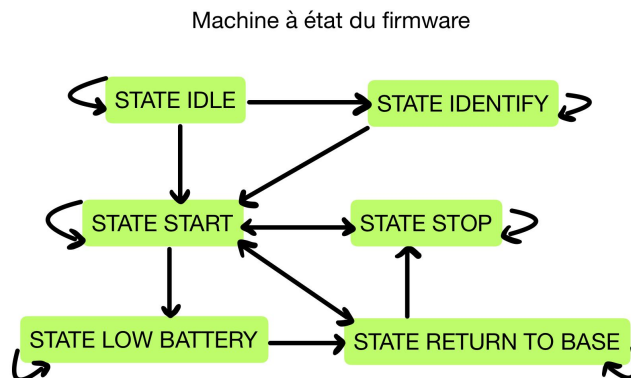 Machine à état du firmware
STATE IDLE
STATE IDENTIFY
STATE START
STATE STOP
STATE LOW BATTERY
STATE RETURN TO BASE